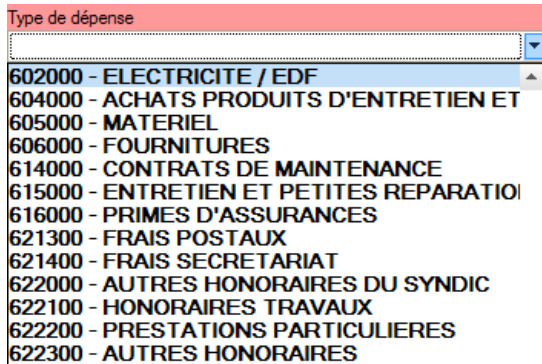 Type de dépense
602000 - ELECTRICITE / EDF
604000 - ACHATS PRODUITS D'ENTRETIEN ET
605000 - MATERIEL
606000 - FOURNITURES
614000 - CONTRATS DE MAINTENANCE
615000 - ENTRETIEN ET PETITES REPARATIO
616000 - PRIMES D'ASSURANCES
621300 - FRAIS POSTAUX
621400 - FRAIS SECRETARIAT
622000 - AUTRES HONORAIRES DU SYNDIC
622100 - HONORAIRES TRAVAUX
622200 - PRESTATIONS PARTICULIERES
622300 - AUTRES HONORAIRES